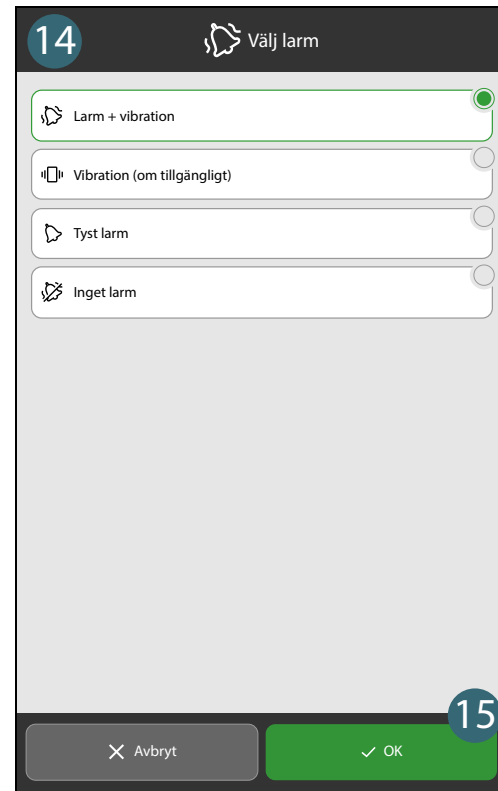 14
Välj larm
Larm + vibration
Vibration (om tillgängligt)
Tyst larm
Inget larm
15
Avbryt
OK